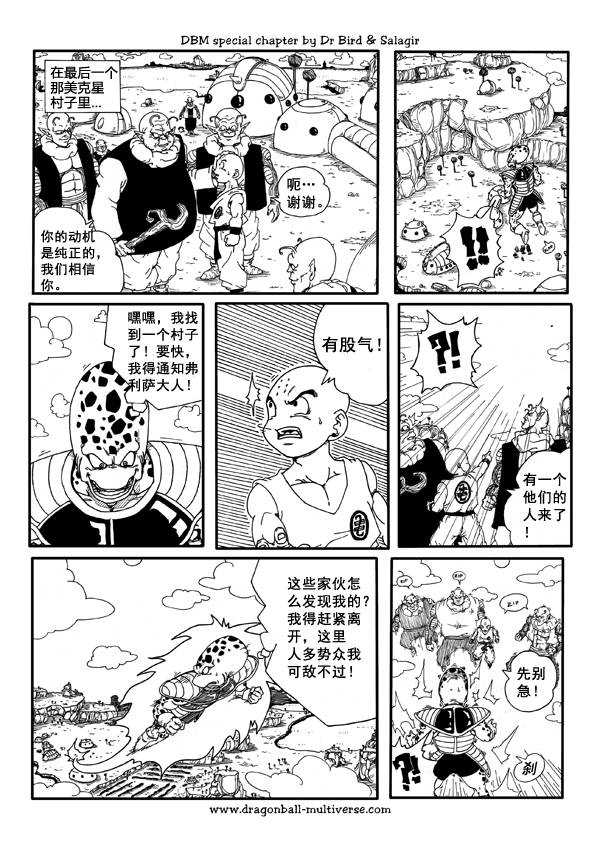 DBM special chapter by Dr Bird & Salagir
在最后一个
那美克星
村子里...
呃...
谢谢。
你的动机
是纯正的，
我们相信
你。
!!
嘿嘿，我找
到一个村子
了！要快，
我得通知弗
利萨大人！
有股气！
?!
有一个
他们的
人来了
！
这些家伙怎
么发现我的？
我得赶紧离
开，这里
人多势众我
可敌不过！
ZIP
ZIP
ZIP
先别
急！
?!
刹
www.dragonball-multiverse.com